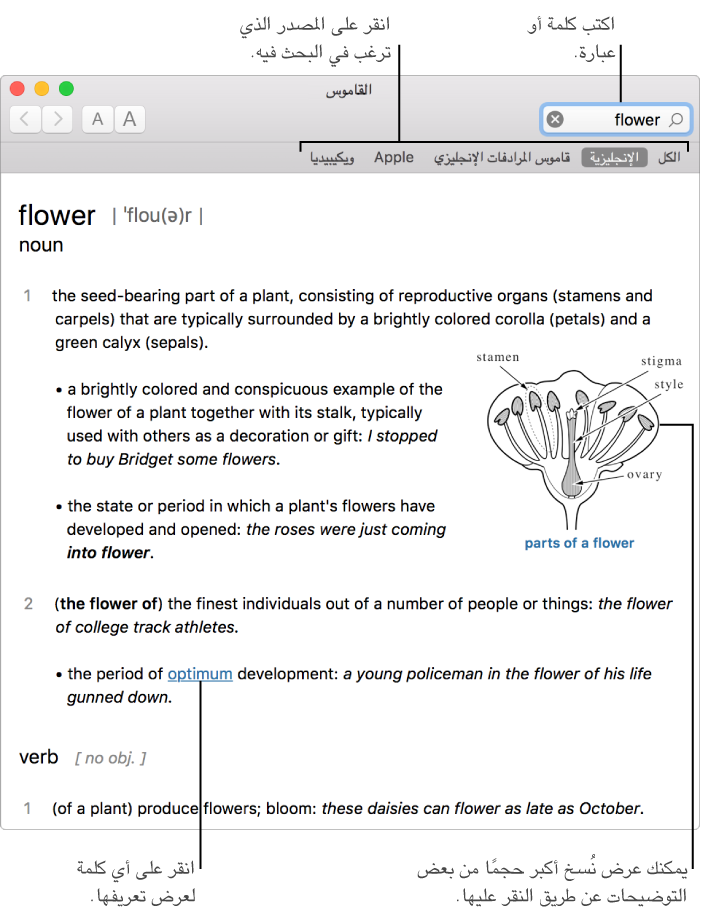 اكتب كلمة أو
عبارة.
انقر على المصدر الذي
ترغب في البحث فيه.
القاموس
A A
flower
الكل الإنجليزية قاموس المرادفات الإنجليزي Apple ويكيبيديا
flower | ˈflou(ə)r |
noun
1 the seed-bearing part of a plant, consisting of reproductive organs (stamens and
carpels) that are typically surrounded by a brightly colored corolla (petals) and a
green calyx (sepals).
• a brightly colored and conspicuous example of the
flower of a plant together with its stalk, typically
used with others as a decoration or gift: I stopped
to buy Bridget some flowers.
• the state or period in which a plant's flowers have
developed and opened: the roses were just coming
into flower.
stamen
stigma
style
ovary
parts of a flower
2 (the flower of) the finest individuals out of a number of people or things: the flower
of college track athletes.
• the period of optimum development: a young policeman in the flower of his life
gunned down.
verb [ no obj. ]
1 (of a plant) produce flowers; bloom: these daisies can flower as late as October.
يمكنك عرض نُسخ أكبر حجمًا من بعض
التوضيحات عن طريق النقر عليها.
انقر على أي كلمة
لعرض تعريفها.